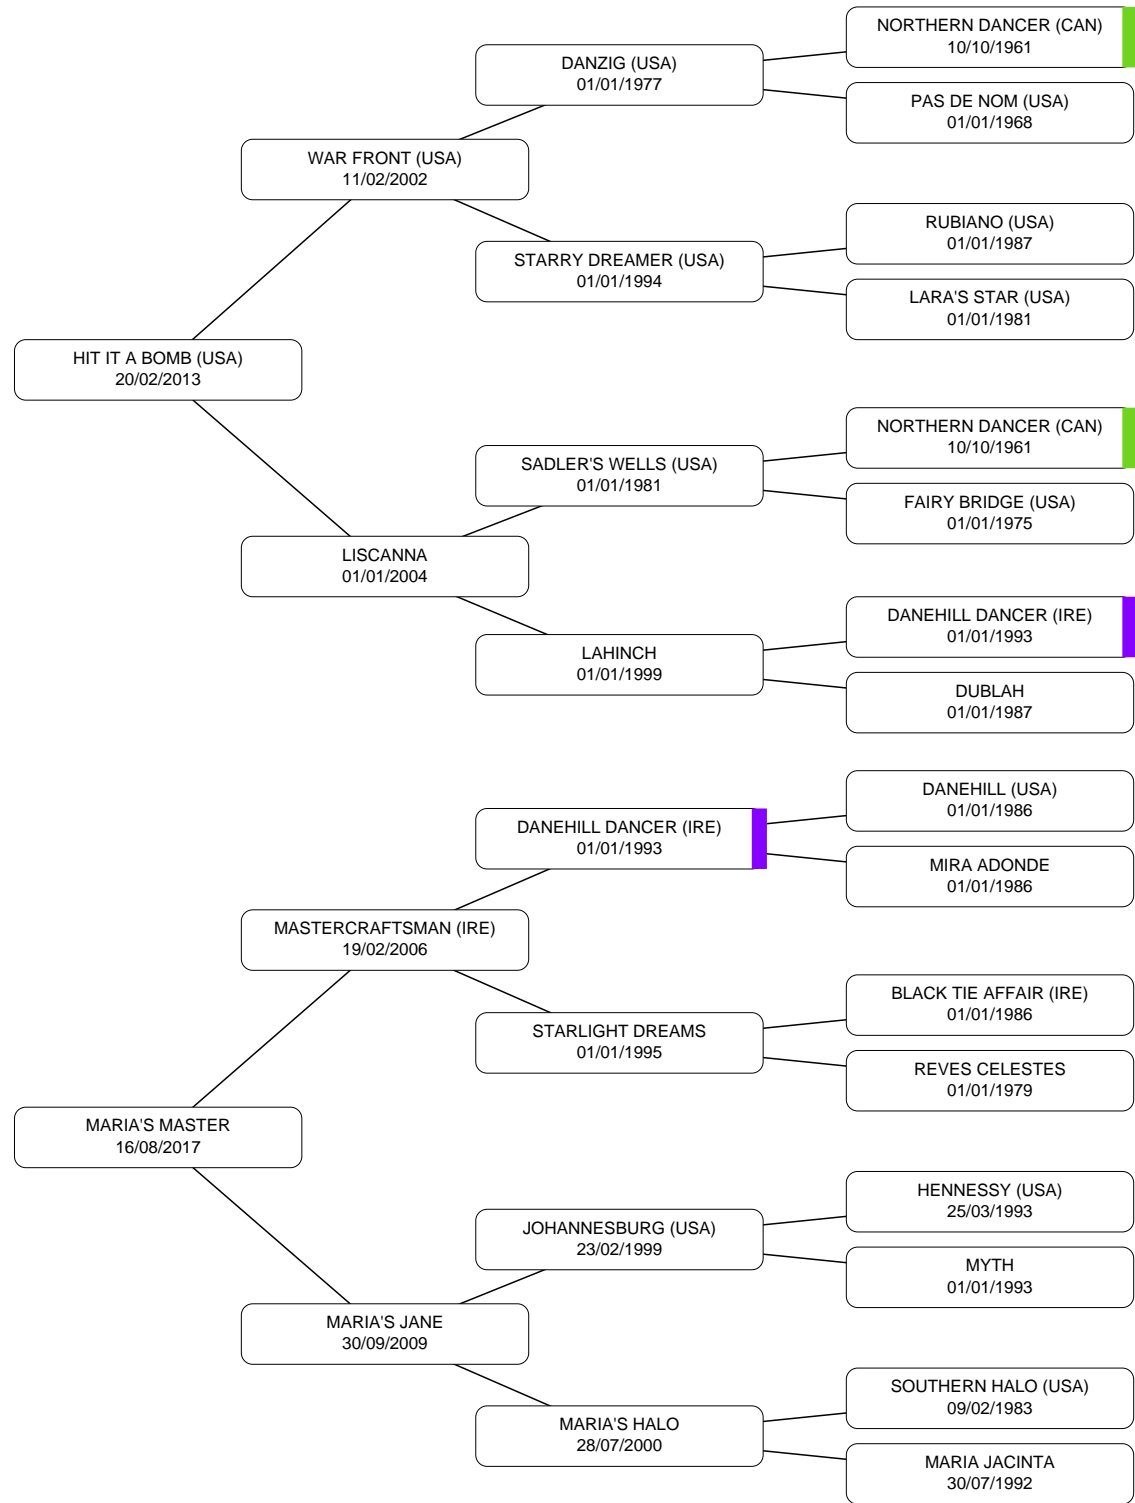 NORTHERN DANCER (CAN)
10/10/1961
DANZIG (USA)
01/01/1977
PAS DE NOM (USA)
01/01/1968
WAR FRONT (USA)
11/02/2002
RUBIANO (USA)
01/01/1987
STARRY DREAMER (USA)
01/01/1994
LARA'S STAR (USA)
01/01/1981
HIT IT A BOMB (USA)
20/02/2013
NORTHERN DANCER (CAN)
10/10/1961
SADLER'S WELLS (USA)
01/01/1981
FAIRY BRIDGE (USA)
01/01/1975
LISCANNA
01/01/2004
DANEHILL DANCER (IRE)
01/01/1993
LAHINCH
01/01/1999
DUBLAH
01/01/1987
DANEHILL (USA)
01/01/1986
DANEHILL DANCER (IRE)
01/01/1993
MIRA ADONDE
01/01/1986
MASTERCRAFTSMAN (IRE)
19/02/2006
BLACK TIE AFFAIR (IRE)
01/01/1986
STARLIGHT DREAMS
01/01/1995
REVES CELESTES
01/01/1979
MARIA'S MASTER
16/08/2017
HENNESSY (USA)
25/03/1993
JOHANNESBURG (USA)
23/02/1999
MYTH
01/01/1993
MARIA'S JANE
30/09/2009
SOUTHERN HALO (USA)
09/02/1983
MARIA'S HALO
28/07/2000
MARIA JACINTA
30/07/1992